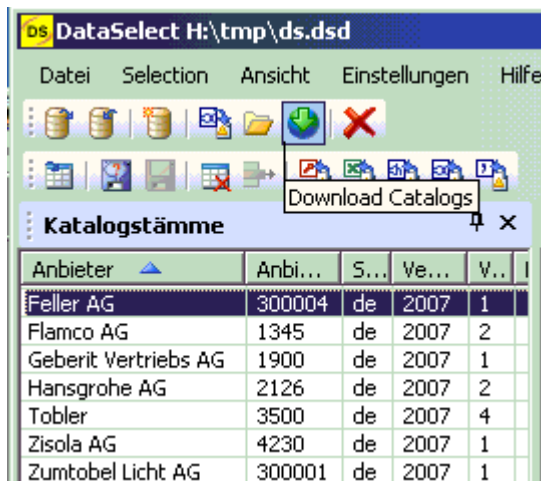 DS DataSelect H:\tmp\ds.dsd
Datei Selection Ansicht Einstellungen Hilfe
Download Catalogs
Katalogstämme
Anbieter Anbi... S... Ve... V...
Feller AG 300004 de 2007 1
Flamco AG 1345 de 2007 2
Geberit Vertriebs AG 1900 de 2007 1
Hansgrohe AG 2126 de 2007 2
Tobler 3500 de 2007 4
Zisola AG 4230 de 2007 1
Zumtobel Licht AG 300001 de 2007 1